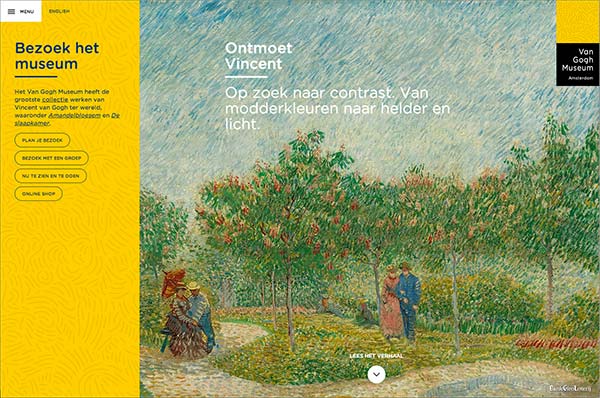 MENU
ENGLISH
Bezoek het
museum
Het Van Gogh Museum heeft de
grootste collectie werken van
Vincent van Gogh ter wereld,
waaronder Amandelbloesem en De
slaapkamer.
PLAN JE BEZOEK
BEZOEK MET EEN GROEP
NU TE ZIEN EN TE DOEN
ONLINE SHOP
Ontmoet
Vincent
Op zoek naar contrast. Van
modderkleuren naar helder en
licht.
LEES HET VERHAAL
Van
Gogh
Museum
Amsterdam
BankGiro Loterij